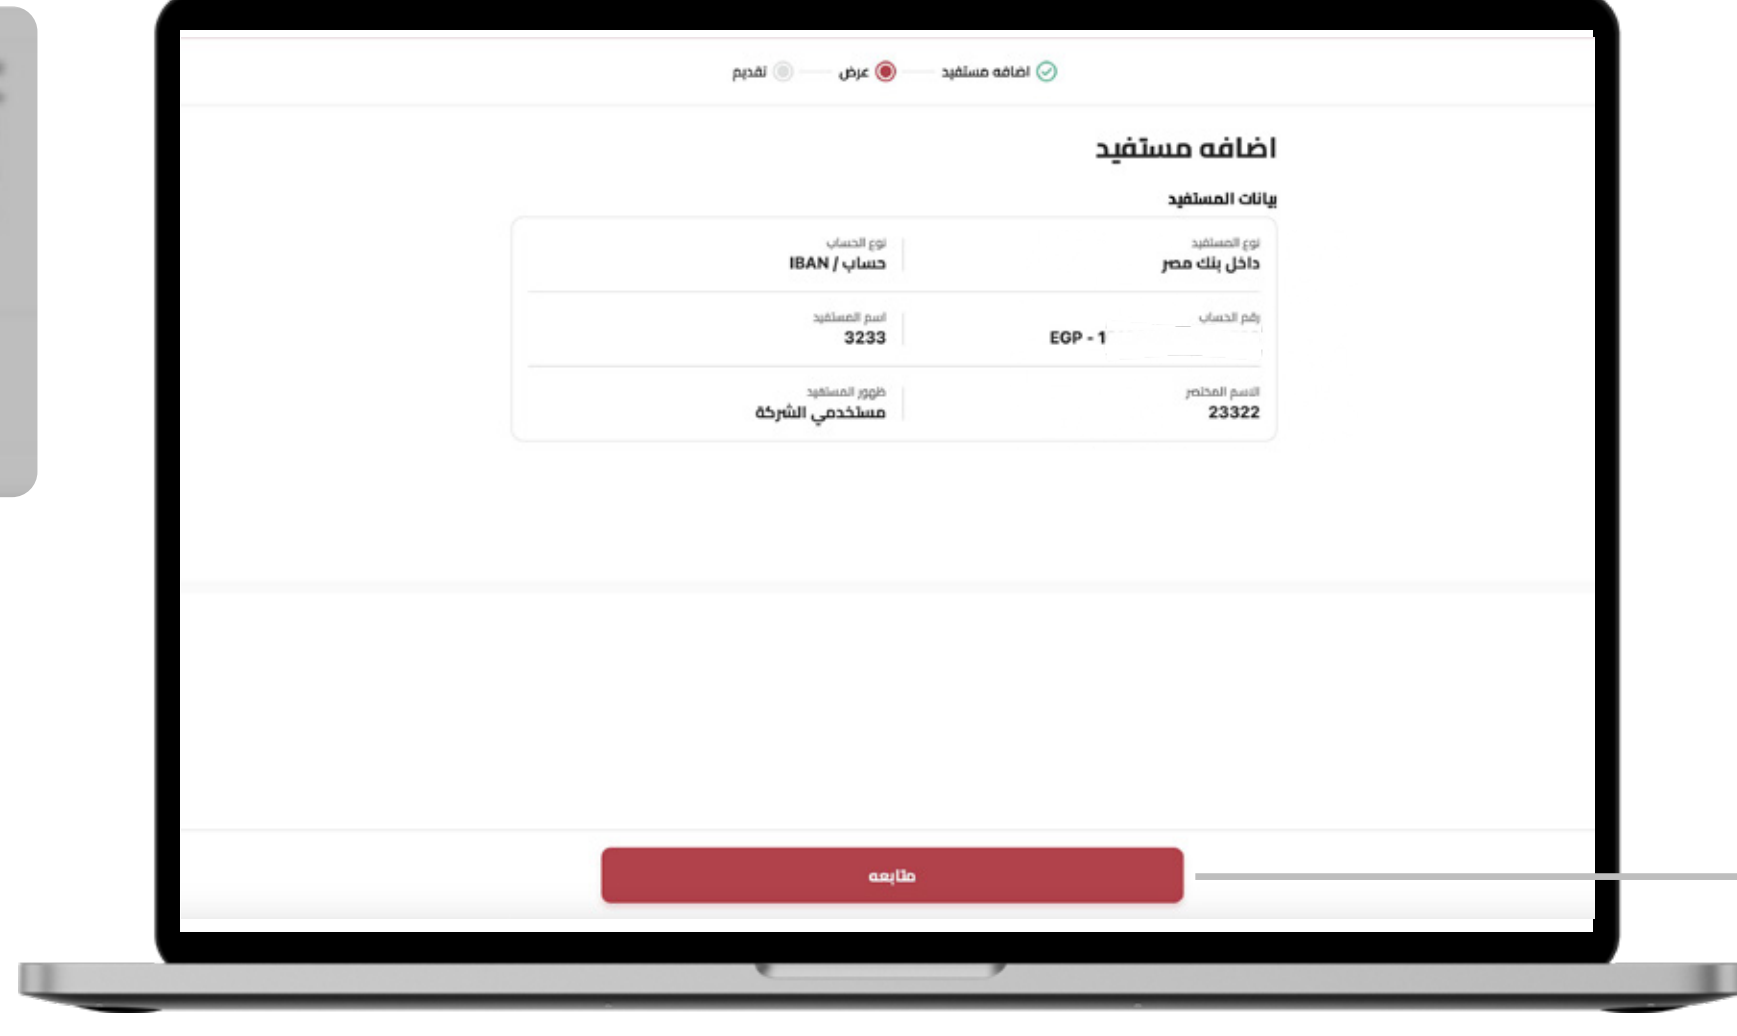 اضافه مستفيد عرض تقديم
اضافه مستفيد
بيانات المستفيد
نوع المستفيد
داخل بنك مصر
نوع الحساب
حساب / IBAN
رقم الحساب
EGP - 1
اسم المستفيد
3233
الاسم المختصر
23322
ظهور المستفيد
مستخدمي الشركة
متابعه